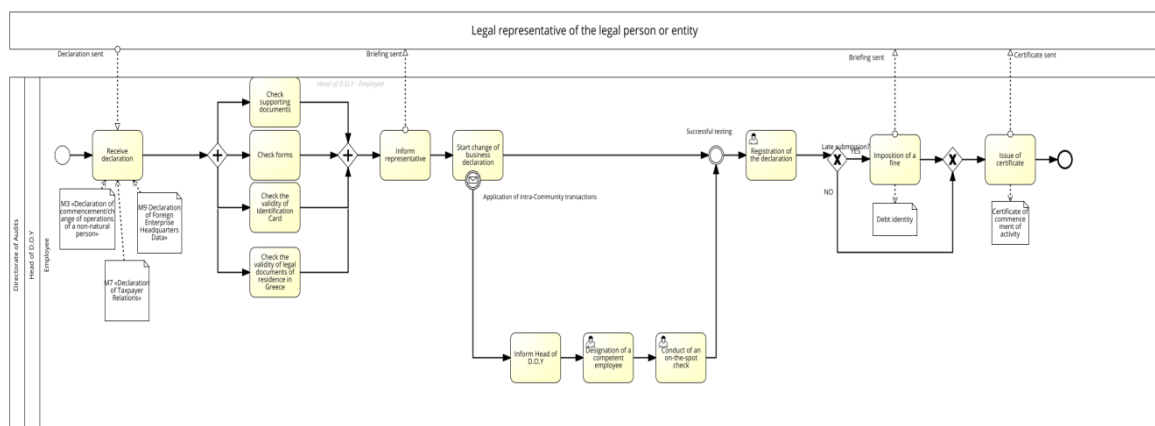 Legal representative of the legal person or entity
Declaration sent
Briefing sent
Briefing sent
Certificate sent
Directorate of Audits
Head of D.O.Y
Employee
Head of D.O.Y - Employee
Receive
declaration
M3 «Declaration of
commencement/ch
ange of operations
of a non-natural
person»
M7 «Declaration
of Taxpayer
Relations»
M9 Declaration
of Foreign
Enterprise
Headquarters
Data»
Check
supporting
documents
Check forms
Check the
validity of
Identification
Card
Check the
validity of legal
documents of
residence in
Greece
Inform
representative
Start change of
business
declaration
Application of intra-Community transactions
Inform Head of
D.O.Y
Designation of a
competent
employee
Conduct of an
on-the-spot
check
Successful testing
Registration of
the declaration
Late submission?
YES
NO
Imposition of a
fine
Debt identity
Issue of
certificate
Certificate of
commence
ment of
activity